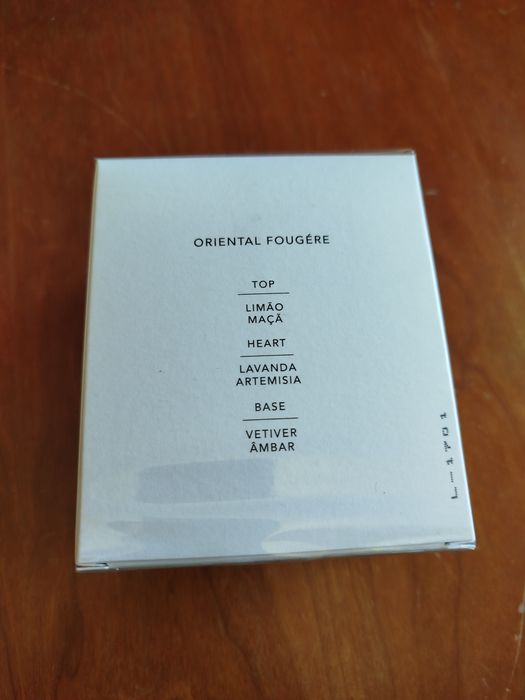 ORIENTAL FOUGÉRE
TOP
LIMÃO
MAÇÃ
HEART
LAVANDA
ARTEMISIA
BASE
VETIVER
ÂMBAR